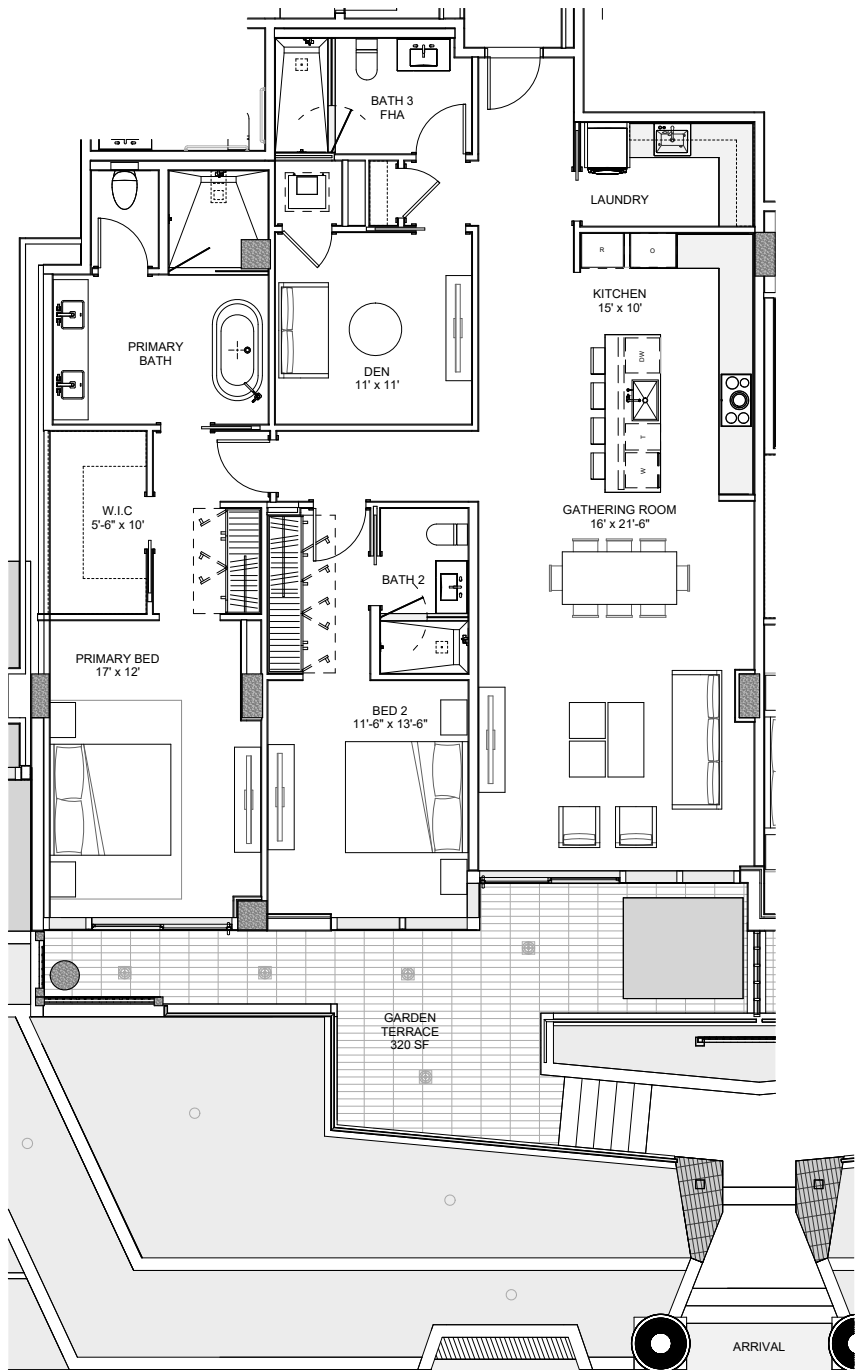 BATH 3
FHA
LAUNDRY
R
O
KITCHEN
15' x 10'
DW
PRIMARY
BATH
DEN
11' x 11'
T
W
W.I.C
5'-6" x 10'
GATHERING ROOM
16' x 21'-6"
BATH 2
PRIMARY BED
17' x 12'
BED 2
11'-6" x 13'-6"
GARDEN
TERRACE
320 SF
ARRIVAL